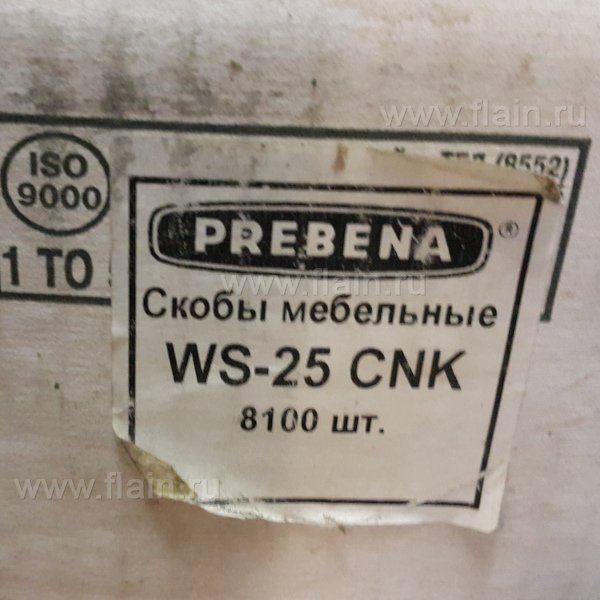 www.flain.ru
(8552)
ISO
9000
PREBENA®
1 TO
www.flain.ru
Скобы мебельные
WS-25 CNK
8100 шт.
www.flain.ru